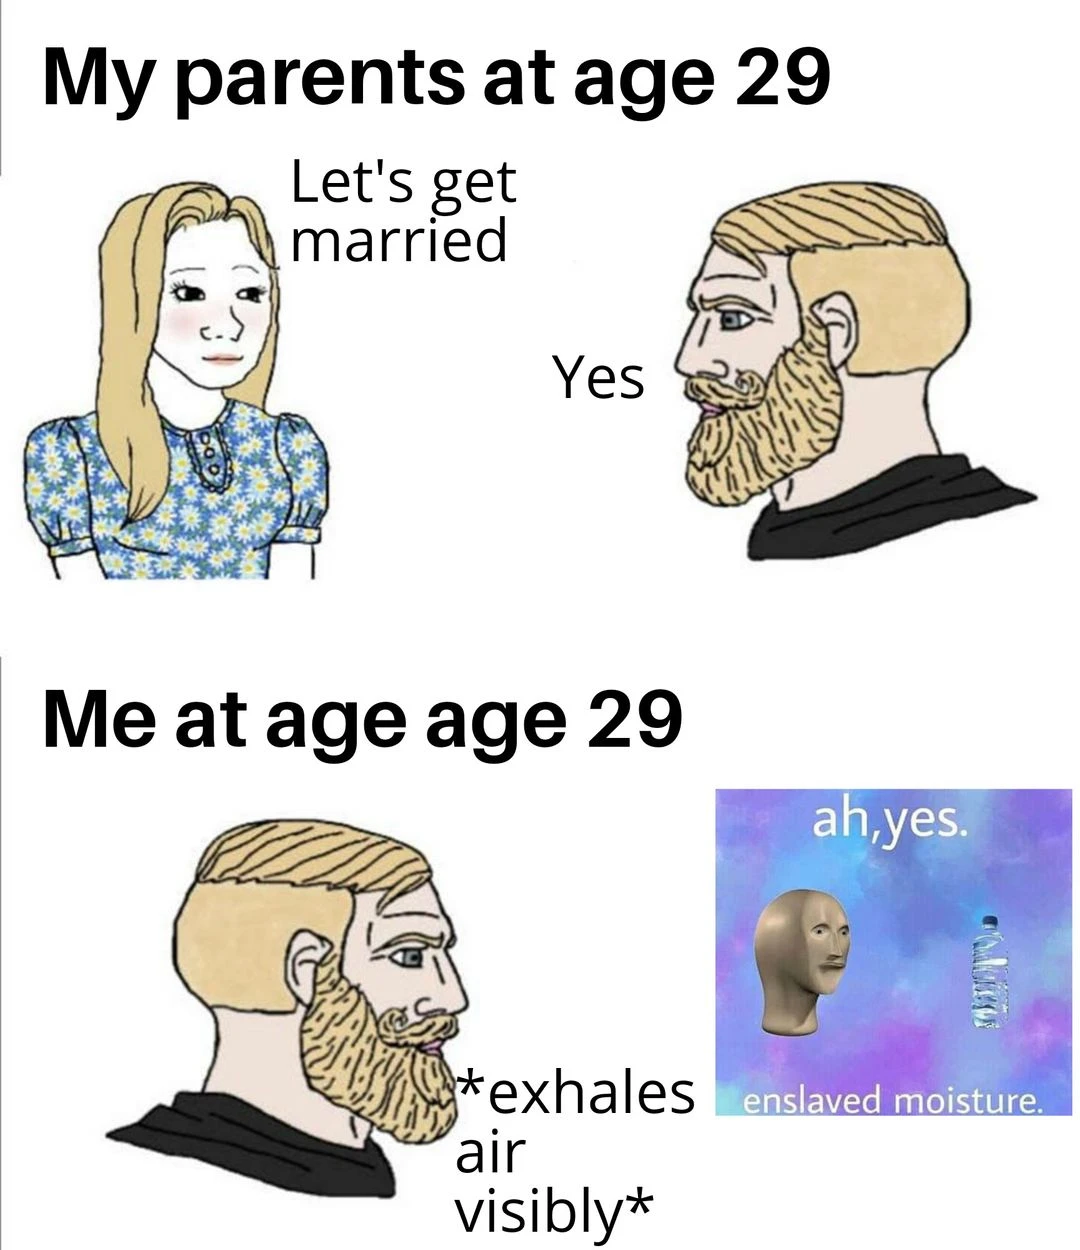 My parents at age 29
Let's get
married
Yes
Me at age age 29
ah,yes.
enslaved moisture.
*exhales
air
visibly*